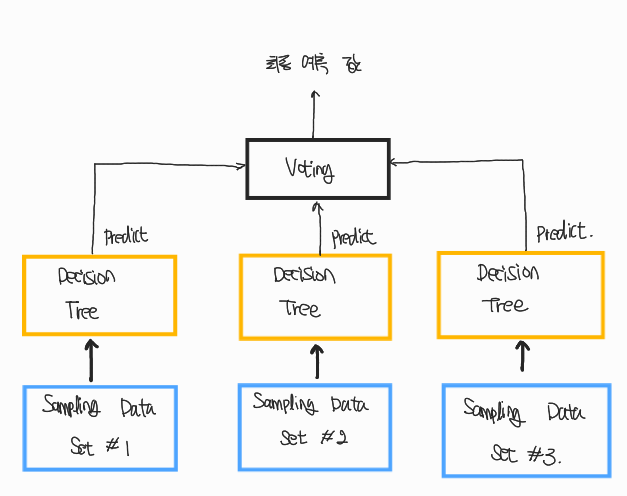 최종 예측 값
Voting
Predict
Predict
Predict.
Decision
Tree
Decision
Tree
Decision
Tree
Sampling Data
Set #1
Sampling Data
Set #2
Sampling Data
Set #3.